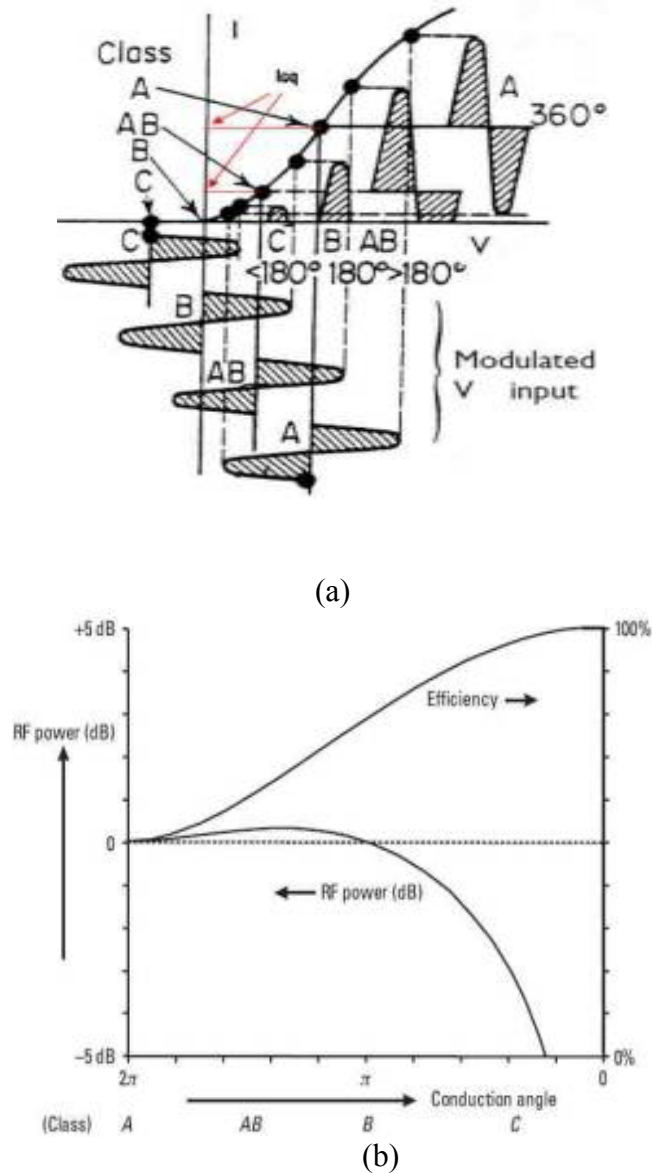 I
Class
Iₒq
A
AB
B
C
A
360°
C
B
AB
V
<180° 180° >180°
C
B
AB
A
Modulated
V input
(a)
+5 dB
100%
Efficiency
RF power (dB)
0
RF power (dB)
−5 dB
0%
2π
π
0
Conduction angle
(Class) A AB B C
(b)